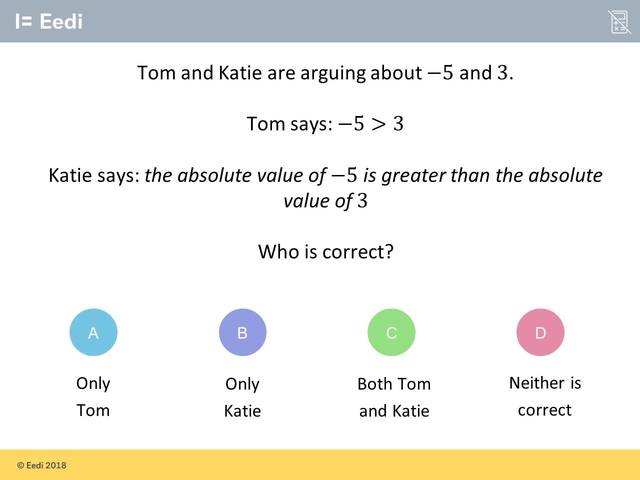 I= Eedi
Tom and Katie are arguing about −5 and 3.
Tom says: −5 > 3
Katie says: the absolute value of −5 is greater than the absolute
value of 3
Who is correct?
A
B
C
D
Only
Tom
Only
Katie
Both Tom
and Katie
Neither is
correct
© Eedi 2018